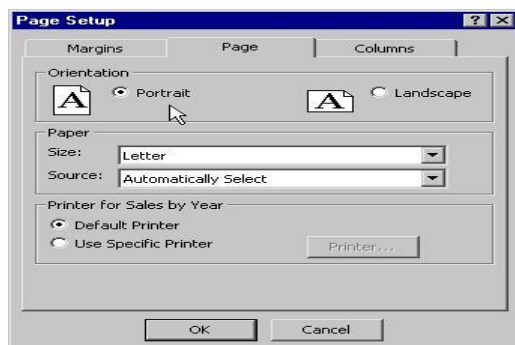 Page Setup
Margins Page Columns
Orientation
A Portrait A Landscape
Paper
Size: Letter
Source: Automatically Select
Printer for Sales by Year
Default Printer
Use Specific Printer Printer...
OK Cancel